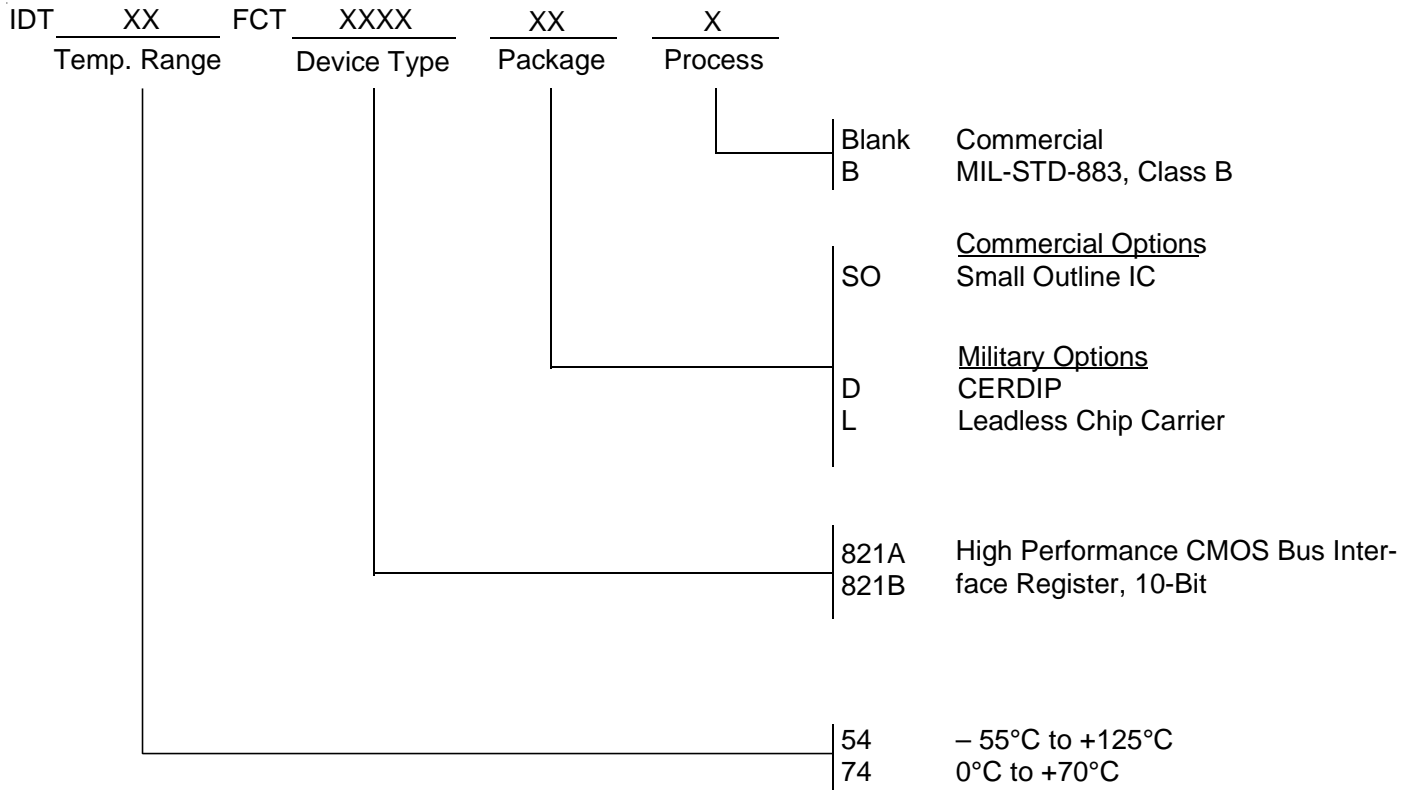 IDT XX FCT XXXX XX X
Temp. Range Device Type Package Process
Blank Commercial
B MIL-STD-883, Class B
Commercial Options
SO Small Outline IC
Military Options
D CERDIP
L Leadless Chip Carrier
821A High Performance CMOS Bus Inter-
821B face Register, 10-Bit
54 – 55°C to +125°C
74 0°C to +70°C